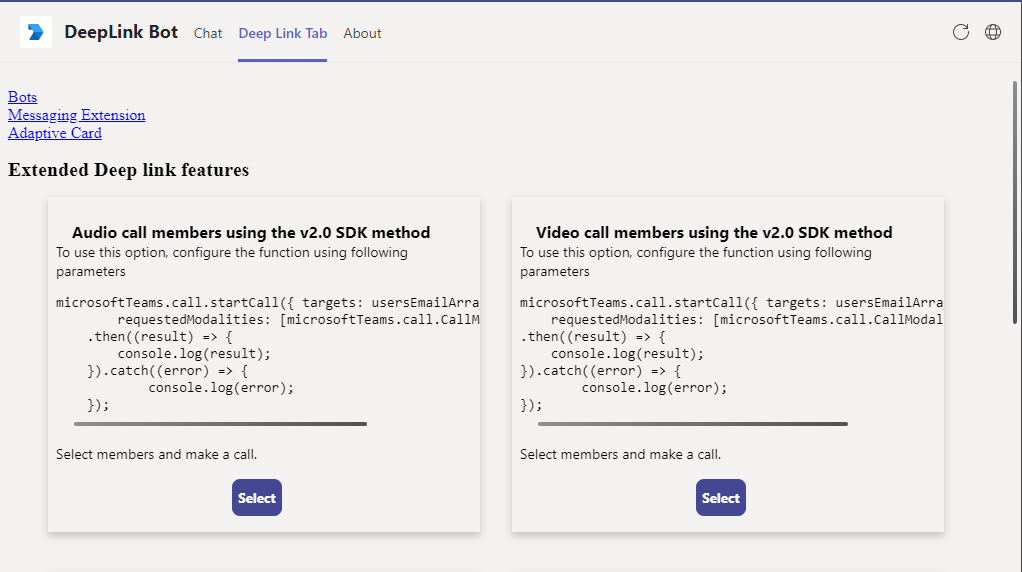 DeepLink Bot Chat Deep Link Tab About
Bots
Messaging Extension
Adaptive Card
Extended Deep link features
Audio call members using the v2.0 SDK method
To use this option, configure the function using following
parameters
microsoftTeams.call.startCall({ targets: usersEmailArra
requestedModalities: [microsoftTeams.call.CallM
.then((result) => {
console.log(result);
}).catch((error) => {
console.log(error);
});
Select members and make a call.
Select
Video call members using the v2.0 SDK method
To use this option, configure the function using following
parameters
microsoftTeams.call.startCall({ targets: usersEmailArra
requestedModalities: [microsoftTeams.call.CallModal
.then((result) => {
console.log(result);
}).catch((error) => {
console.log(error);
});
Select members and make a call.
Select